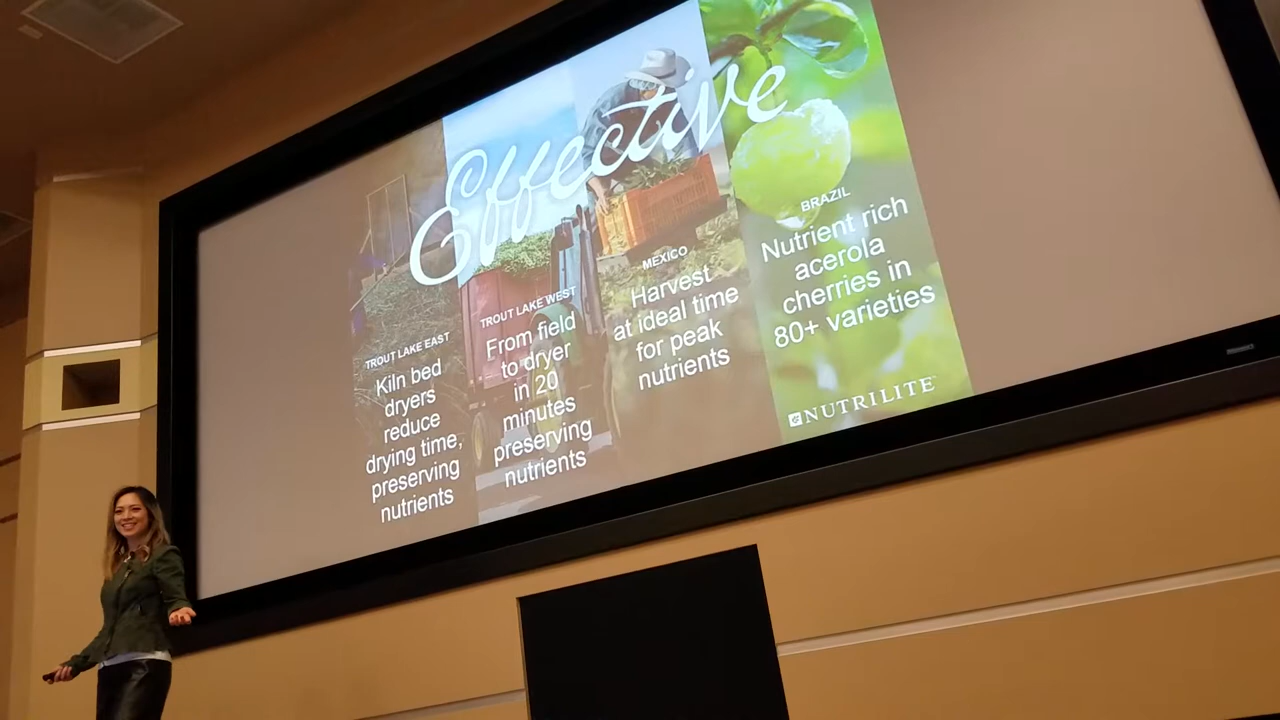 Effective
TROUT LAKE EAST
Kiln bed
dryers
reduce
drying time,
preserving
nutrients
TROUT LAKE WEST
From field
to dryer
in 20
minutes
preserving
nutrients
MEXICO
Harvest
at ideal time
for peak
nutrients
BRAZIL
Nutrient rich
acerola
cherries in
80+ varieties
NUTRILITE™